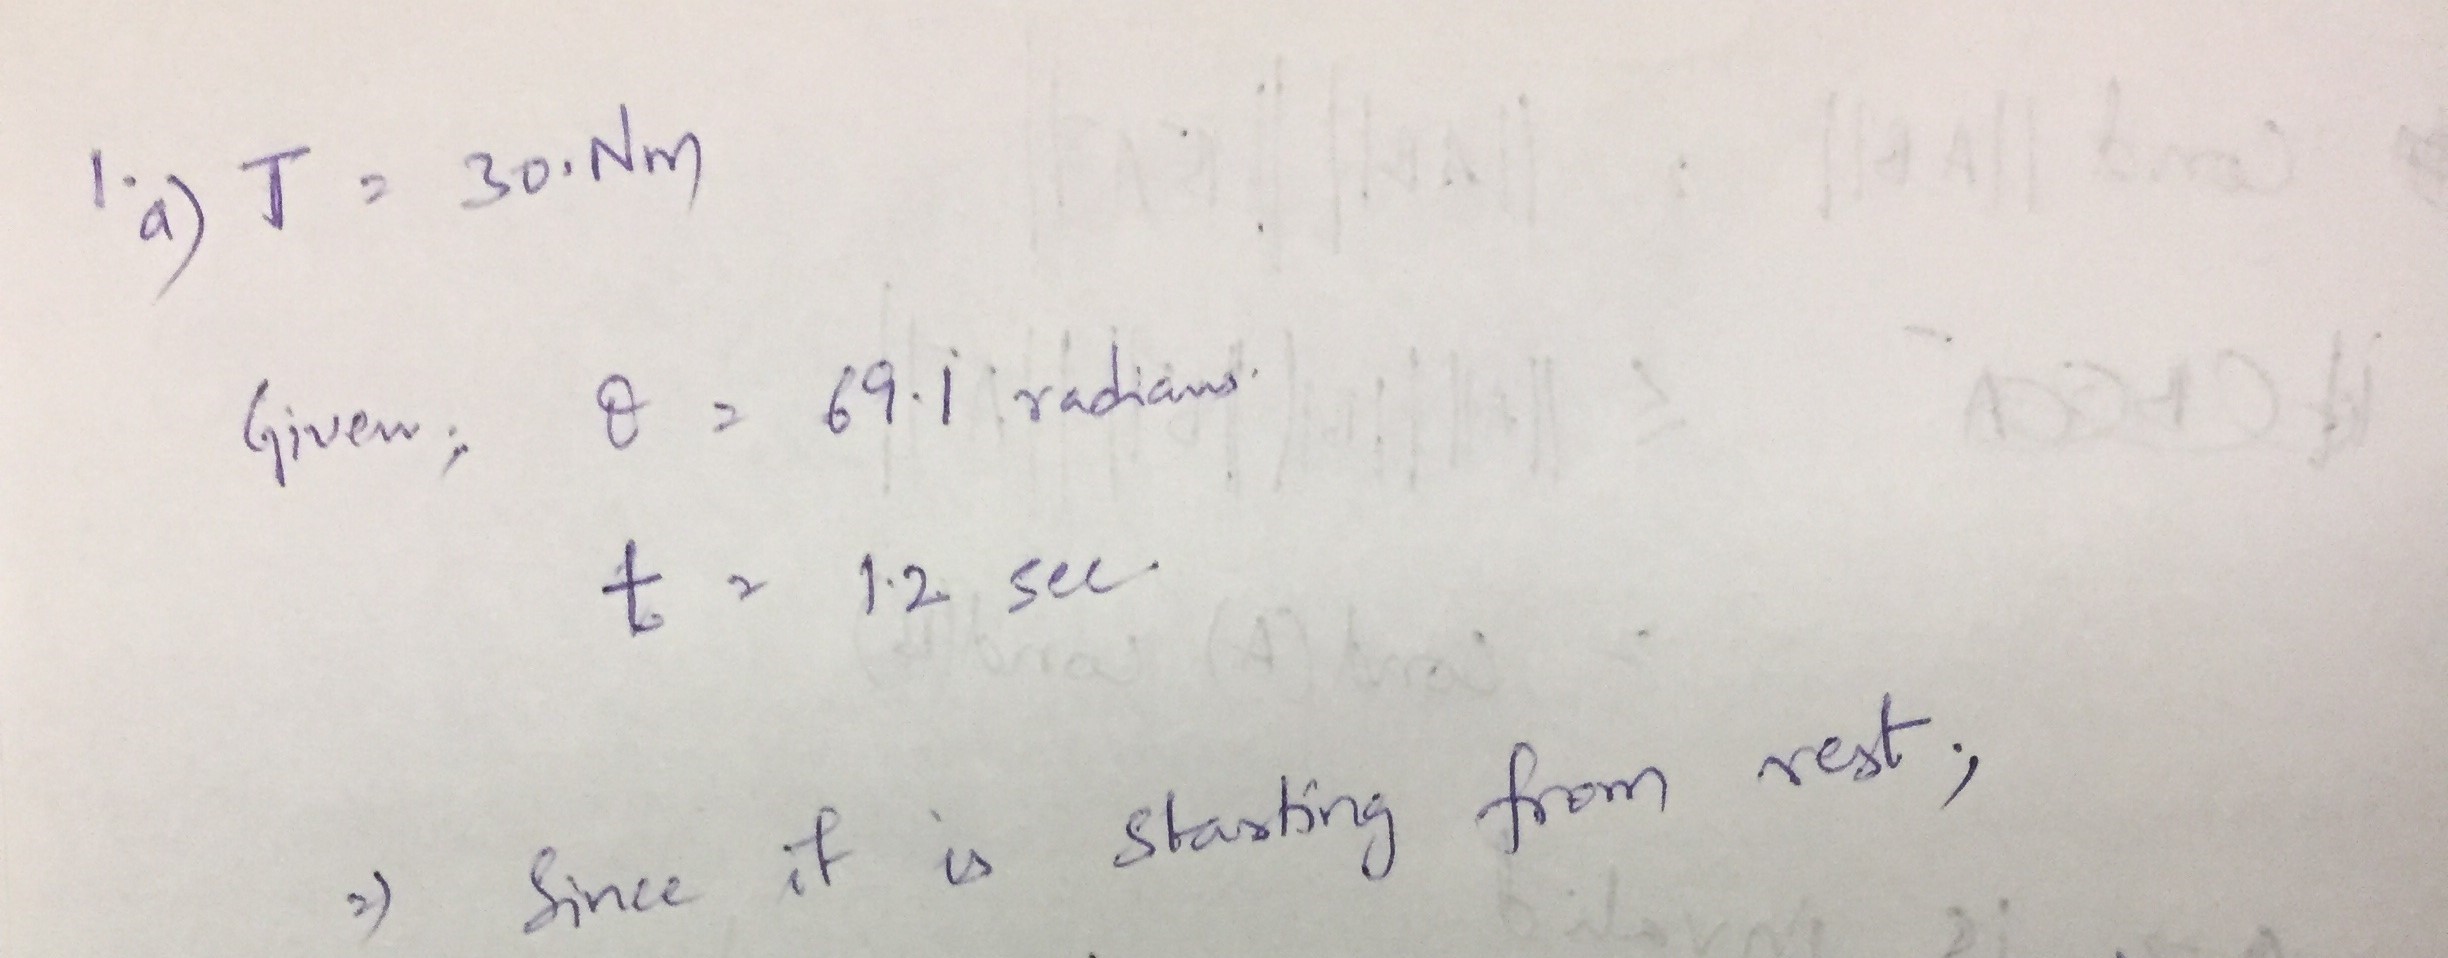 1. a) T = 30. Nm
Given; θ = 69.1 radians.
t = 1.2 sec.
⇒ Since it is starting from rest;